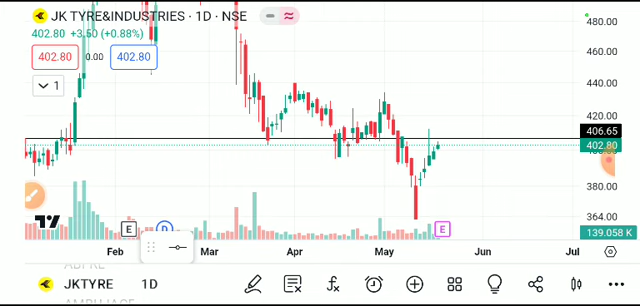 JK TYRE&INDUSTRIES · 1D · NSE
402.80 +3.50 (+0.88%)
402.80 0.00 402.80
1
480.00
460.00
440.00
420.00
406.65
402.80
380.00
364.00
139.058 K
E D E
Feb Mar Apr May Jun Jul
JKTYRE 1D